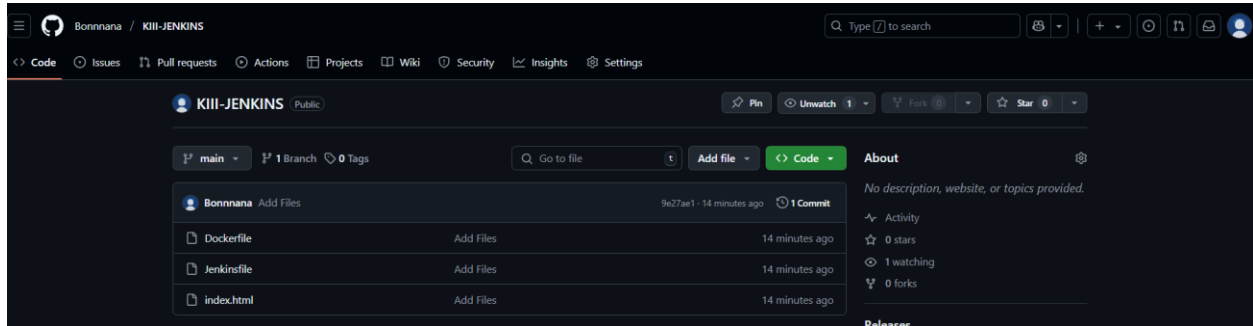 Bonnnana / KIII-JENKINS
Type / to search
Code Issues Pull requests Actions Projects Wiki Security Insights Settings
KIII-JENKINS Public
Pin Unwatch 1 Fork 0 Star 0
main 1 Branch 0 Tags Go to file t Add file Code
About
No description, website, or topics provided.
Bonnnana Add Files 9e27ae1 · 14 minutes ago 1 Commit
Activity
Dockerfile Add Files 14 minutes ago
0 stars
Jenkinsfile Add Files 14 minutes ago
1 watching
0 forks
index.html Add Files 14 minutes ago
Releases